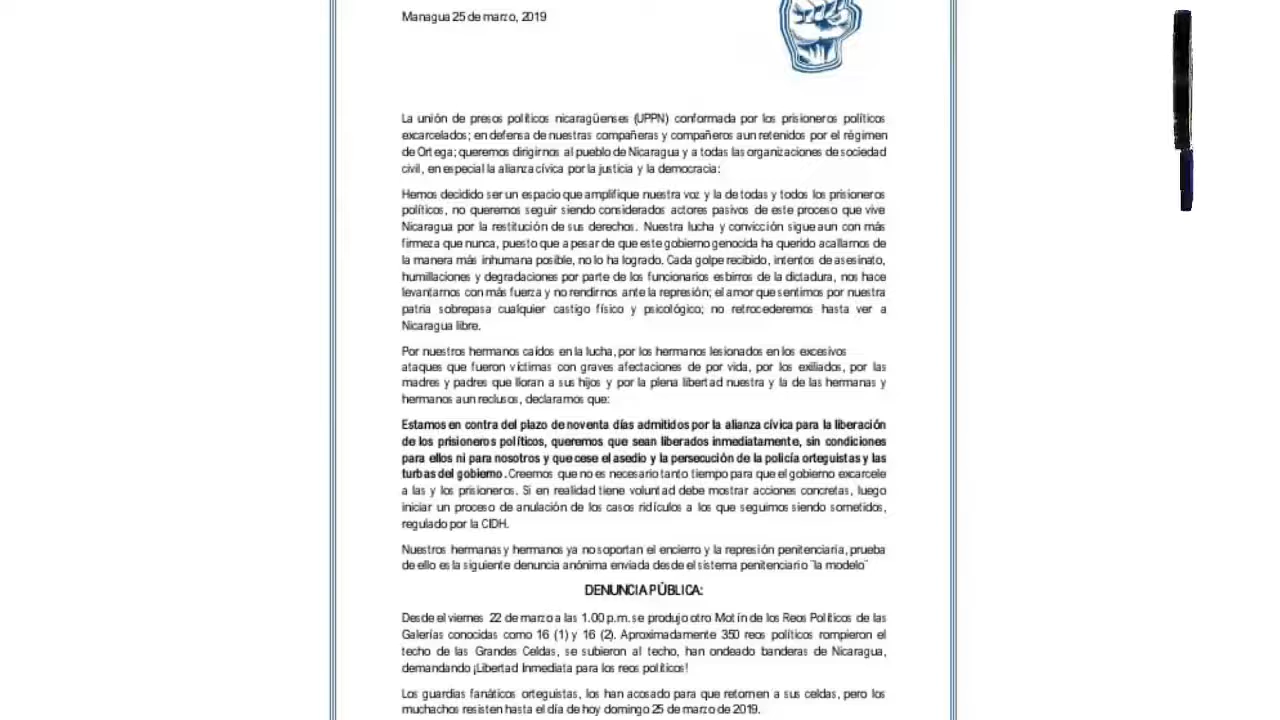 Managua 25 de marzo, 2019
La unión de presos políticos nicaragüenses (UPPN) conformada por los prisioneros políticos
excarcelados; en defensa de nuestras compañeras y compañeros aun retenidos por el régimen
de Ortega; queremos dirigirnos al pueblo de Nicaragua y a todas las organizaciones de sociedad
civil, en especial la alianza cívica por la justicia y la democracia:
Hemos decidido ser un espacio que amplifique nuestra voz y la de todas y todos los prisioneros
políticos, no queremos seguir siendo considerados actores pasivos de este proceso que vive
Nicaragua por la restitución de sus derechos. Nuestra lucha y convicción sigue aun con más
firmeza que nunca, puesto que a pesar de que este gobierno genocida ha querido acallarnos de
la manera más inhumana posible, no lo ha logrado. Cada golpe recibido, intentos de asesinato,
humillaciones y degradaciones por parte de los funcionarios esbirros de la dictadura, nos hace
levantarnos con más fuerza y no rendirnos ante la represión; el amor que sentimos por nuestra
patria sobrepasa cualquier castigo físico y psicológico; no retrocederemos hasta ver a
Nicaragua libre.
Por nuestros hermanos caídos en la lucha, por los hermanos lesionados en los excesivos
ataques que fueron víctimas con graves afectaciones de por vida, por los exiliados, por las
madres y padres que lloran a sus hijos y por la plena libertad nuestra y la de las hermanas y
hermanos aun reclusos, declaramos que:
Estamos en contra del plazo de noventa días admitidos por la alianza cívica para la liberación
de los prisioneros políticos, queremos que sean liberados inmediatamente, sin condiciones
para ellos ni para nosotros y que cese el asedio y la persecución de la policía orteguistas y las
turbas del gobierno. Creemos que no es necesario tanto tiempo para que el gobierno excarcele
a las y los prisioneros. Si en realidad tiene voluntad debe mostrar acciones concretas, luego
iniciar un proceso de anulación de los casos ridículos a los que seguimos siendo sometidos,
regulado por la CIDH.
Nuestros hermanas y hermanos ya no soportan el encierro y la represión penitenciaria, prueba
de ello es la siguiente denuncia anónima enviada desde el sistema penitenciario ¨la modelo¨
DENUNCIA PÚBLICA:
Desde el viernes 22 de marzo a las 1.00 p.m. se produjo otro Motín de los Reos Políticos de las
Galerías conocidas como 16 (1) y 16 (2). Aproximadamente 350 reos políticos rompieron el
techo de las Grandes Celdas, se subieron al techo, han ondeado banderas de Nicaragua,
demandando ¡Libertad Inmediata para los reos políticos!
Los guardias fanáticos orteguistas, los han acosado para que retornen a sus celdas, pero los
muchachos resisten hasta el día de hoy domingo 25 de marzo de 2019.